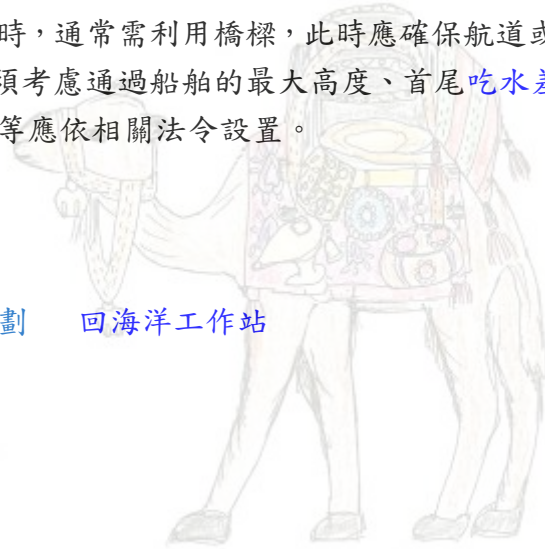 時，通常需利用橋樑，此時應確保航道或
須考慮通過船舶的最大高度、首尾吃水差
等應依相關法令設置。
劃 回海洋工作站